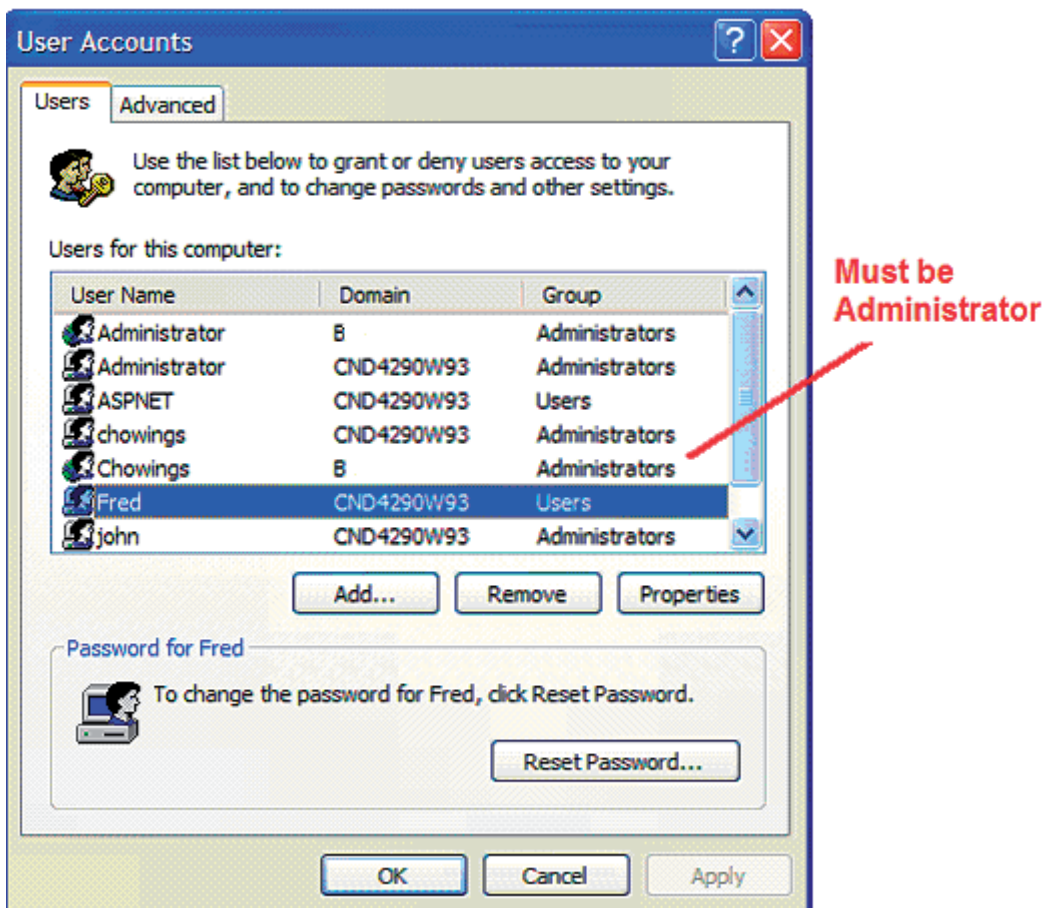 User Accounts
Users Advanced
Use the list below to grant or deny users access to your
computer, and to change passwords and other settings.
Users for this computer:
User Name Domain Group
Administrator B Administrators
Administrator CND4290W93 Administrators
ASPNET CND4290W93 Users
chowings CND4290W93 Administrators
Chowings B Administrators
Fred CND4290W93 Users
john CND4290W93 Administrators
Must be
Administrator
Add... Remove Properties
Password for Fred
To change the password for Fred, click Reset Password.
Reset Password...
OK Cancel Apply